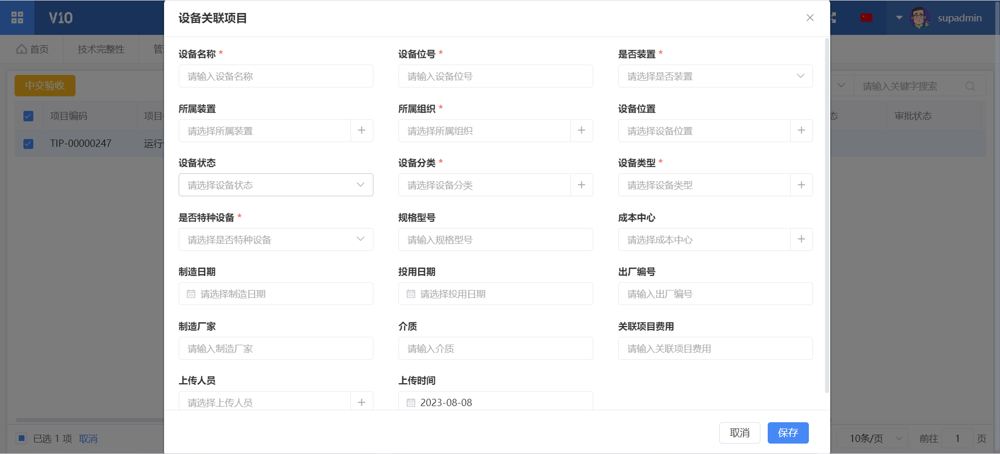 V10
设备关联项目
supadmin
首页
技术完整性
设备名称 *
设备位号 *
是否装置 *
请输入设备名称
请输入设备位号
请选择是否装置
中交验收
请输入关键字搜索
所属装置
所属组织 *
设备位置
项目编码
项目
审批状态
请选择所属装置
请选择所属组织
请选择设备位置
TIP-00000247
运行
设备状态
设备分类 *
设备类型 *
请选择设备状态
请选择设备分类
请选择设备类型
是否特种设备 *
规格型号
成本中心
请选择是否特种设备
请输入规格型号
请选择成本中心
制造日期
投用日期
出厂编号
请选择制造日期
请选择投用日期
请输入出厂编号
制造厂家
介质
关联项目费用
请输入制造厂家
请输入介质
请输入关联项目费用
上传人员
上传时间
请选择上传人员
2023-08-08
取消
保存
已选 1 项 取消
10条/页
前往 1 页